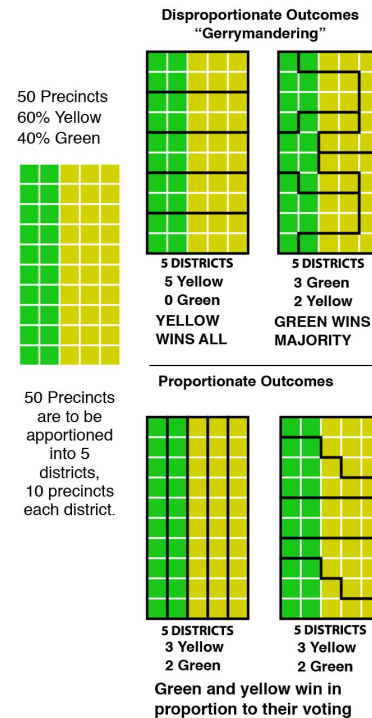 Disproportionate Outcomes
“Gerrymandering”
50 Precincts
60% Yellow
40% Green
5 DISTRICTS
5 Yellow
0 Green
YELLOW
WINS ALL
5 DISTRICTS
3 Green
2 Yellow
GREEN WINS
MAJORITY
50 Precincts
are to be
apportioned
into 5
districts,
10 precincts
each district.
Proportionate Outcomes
5 DISTRICTS
3 Yellow
2 Green
5 DISTRICTS
3 Yellow
2 Green
Green and yellow win in
proportion to their voting